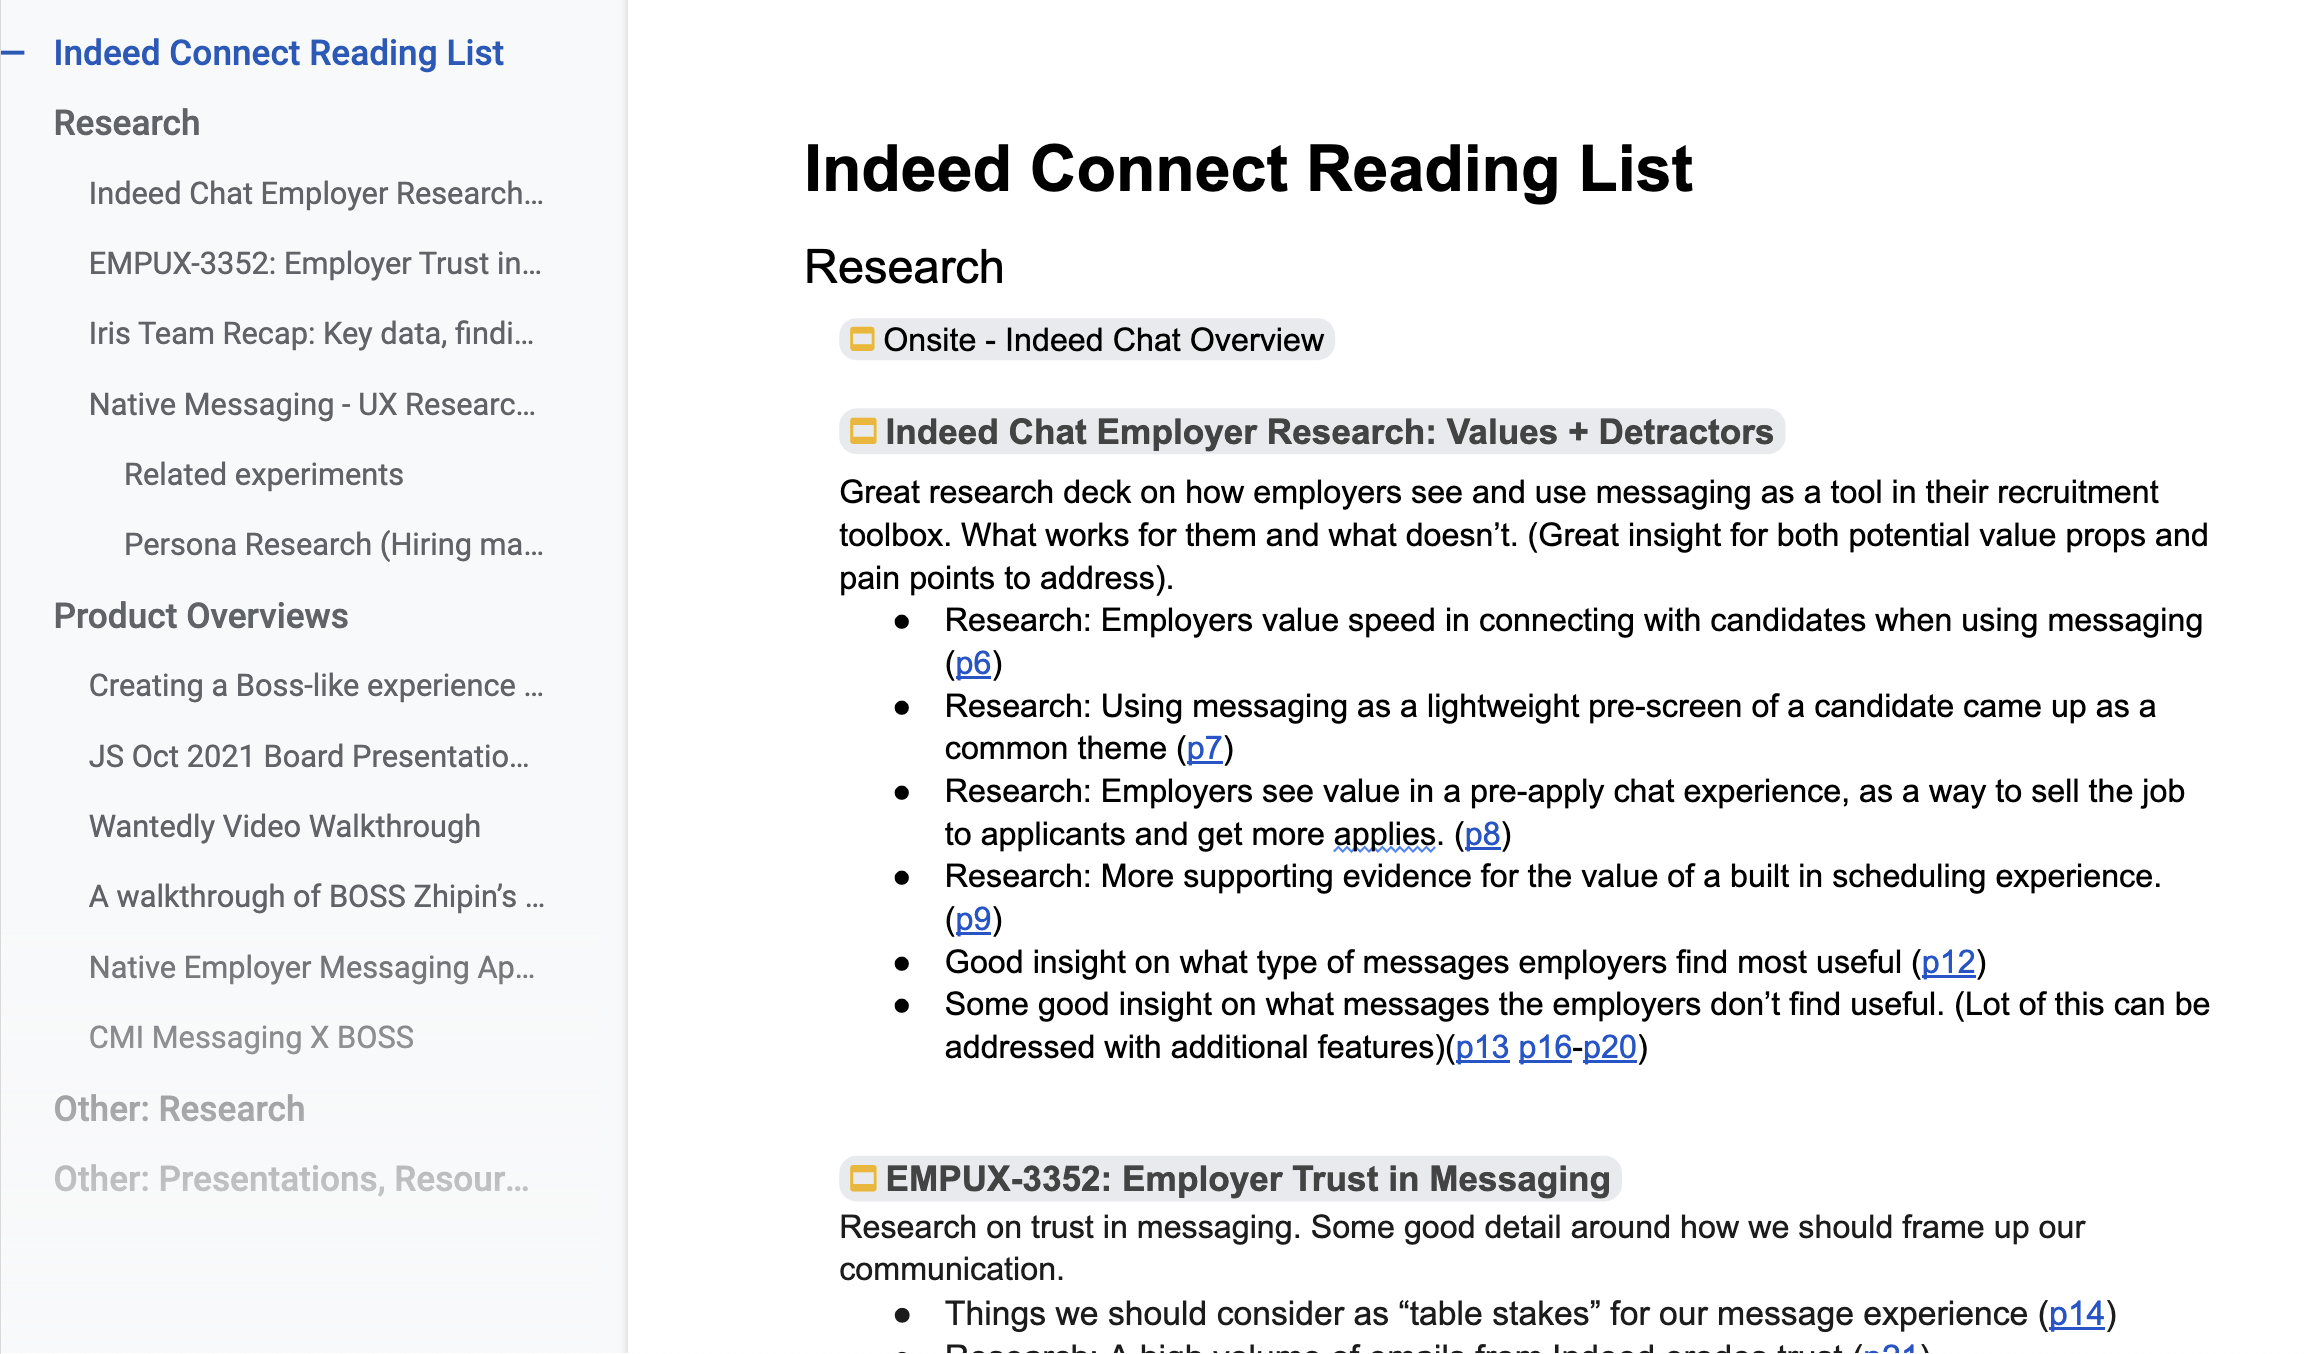 Indeed Connect Reading List
Research
Indeed Chat Employer Research...
EMPUX-3352: Employer Trust in...
Iris Team Recap: Key data, findi...
Native Messaging - UX Researc...
Related experiments
Persona Research (Hiring ma...
Product Overviews
Creating a Boss-like experience ...
JS Oct 2021 Board Presentatio...
Wantedly Video Walkthrough
A walkthrough of BOSS Zhipin’s ...
Native Employer Messaging Ap...
CMI Messaging X BOSS
Other: Research
Other: Presentations, Resour...
Indeed Connect Reading List
Research
Onsite - Indeed Chat Overview
Indeed Chat Employer Research: Values + Detractors
Great research deck on how employers see and use messaging as a tool in their recruitment
toolbox. What works for them and what doesn’t. (Great insight for both potential value props and
pain points to address).
● Research: Employers value speed in connecting with candidates when using messaging
(p6)
● Research: Using messaging as a lightweight pre-screen of a candidate came up as a
common theme (p7)
● Research: Employers see value in a pre-apply chat experience, as a way to sell the job
to applicants and get more applies. (p8)
● Research: More supporting evidence for the value of a built in scheduling experience.
(p9)
● Good insight on what type of messages employers find most useful (p12)
● Some good insight on what messages the employers don’t find useful. (Lot of this can be
addressed with additional features)(p13 p16-p20)
EMPUX-3352: Employer Trust in Messaging
Research on trust in messaging. Some good detail around how we should frame up our
communication.
● Things we should consider as “table stakes” for our message experience (p14)
● Research: A high volume of emails from Indeed erodes trust (p21)